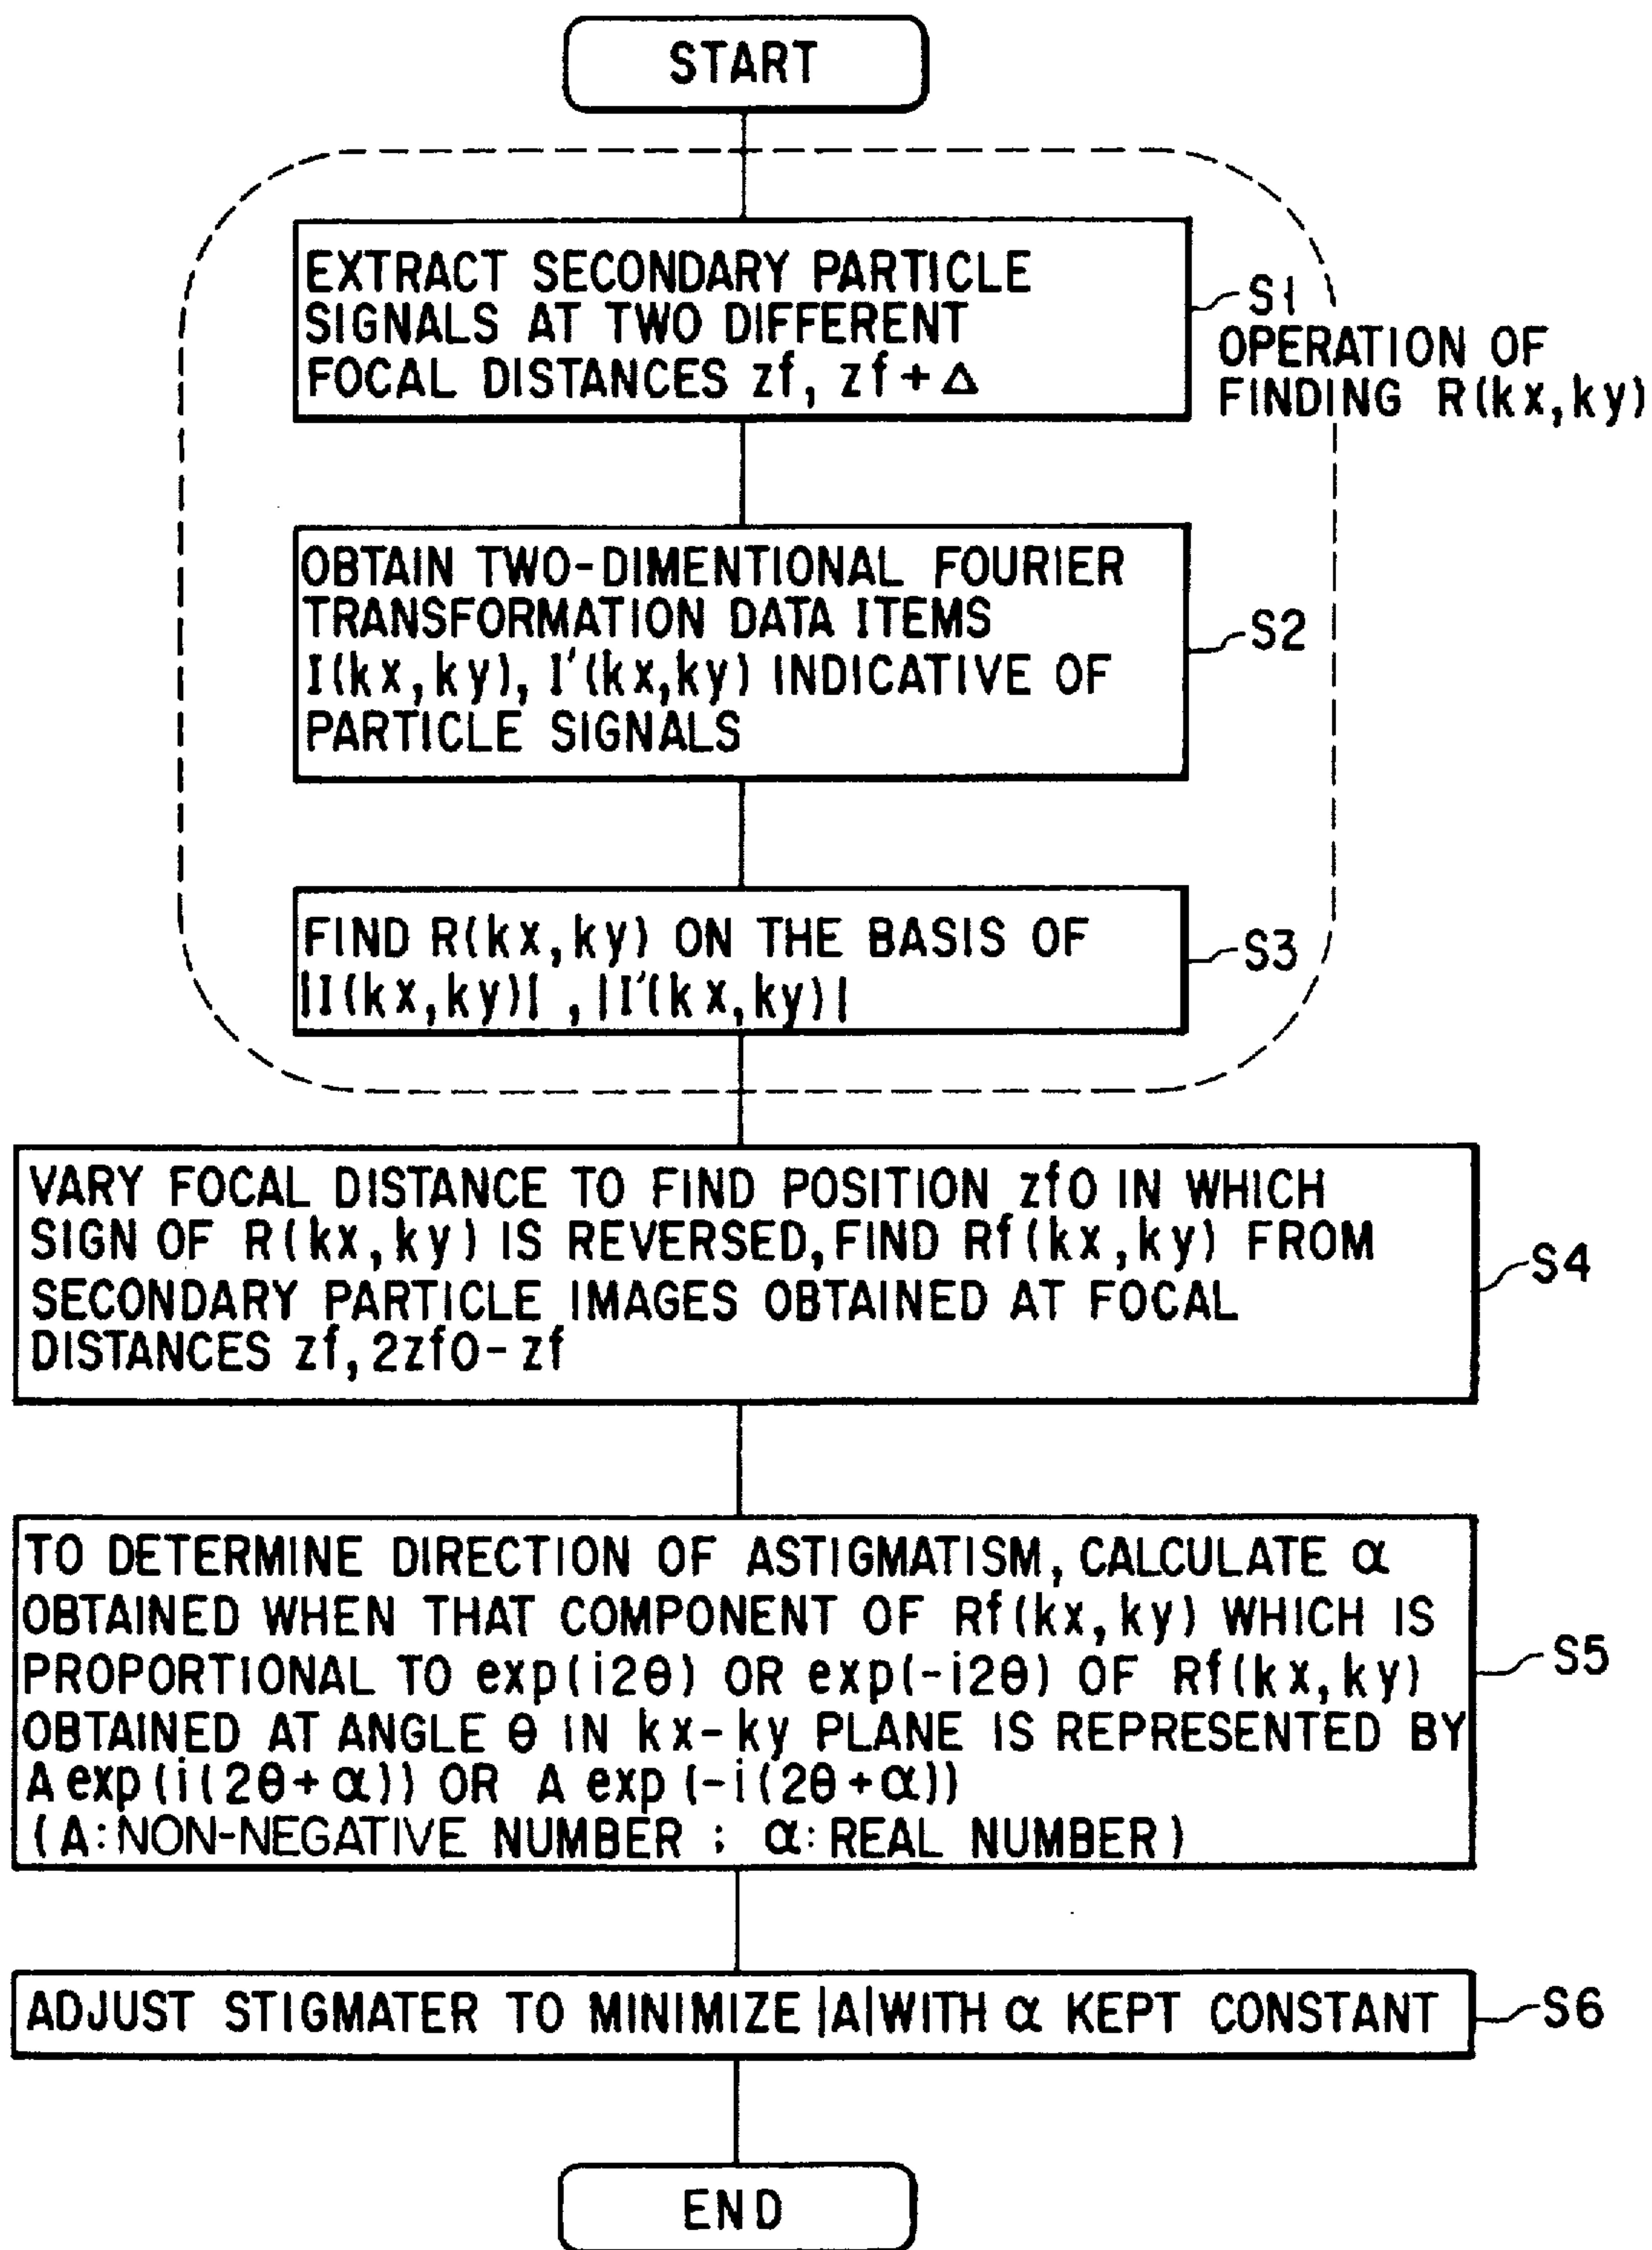 START
EXTRACT SECONDARY PARTICLE
SIGNALS AT TWO DIFFERENT
FOCAL DISTANCES zf, zf+Δ
S1
OPERATION OF
FINDING R(kx,ky)
OBTAIN TWO-DIMENTIONAL FOURIER
TRANSFORMATION DATA ITEMS
I(kx,ky), I'(kx,ky) INDICATIVE OF
PARTICLE SIGNALS
S2
FIND R(kx,ky) ON THE BASIS OF
|I(kx,ky)| , |I'(kx,ky)|
S3
VARY FOCAL DISTANCE TO FIND POSITION zf0 IN WHICH
SIGN OF R(kx,ky) IS REVERSED, FIND Rf(kx,ky) FROM
SECONDARY PARTICLE IMAGES OBTAINED AT FOCAL
DISTANCES zf, 2zf0-zf
S4
TO DETERMINE DIRECTION OF ASTIGMATISM, CALCULATE α
OBTAINED WHEN THAT COMPONENT OF Rf(kx,ky) WHICH IS
PROPORTIONAL TO exp(i2θ) OR exp(-i2θ) OF Rf(kx,ky)
OBTAINED AT ANGLE θ IN kx-ky PLANE IS REPRESENTED BY
A exp(i(2θ+α)) OR A exp(-i(2θ+α))
(A:NON-NEGATIVE NUMBER ; α:REAL NUMBER)
S5
ADJUST STIGMATER TO MINIMIZE |A| WITH α KEPT CONSTANT
S6
END